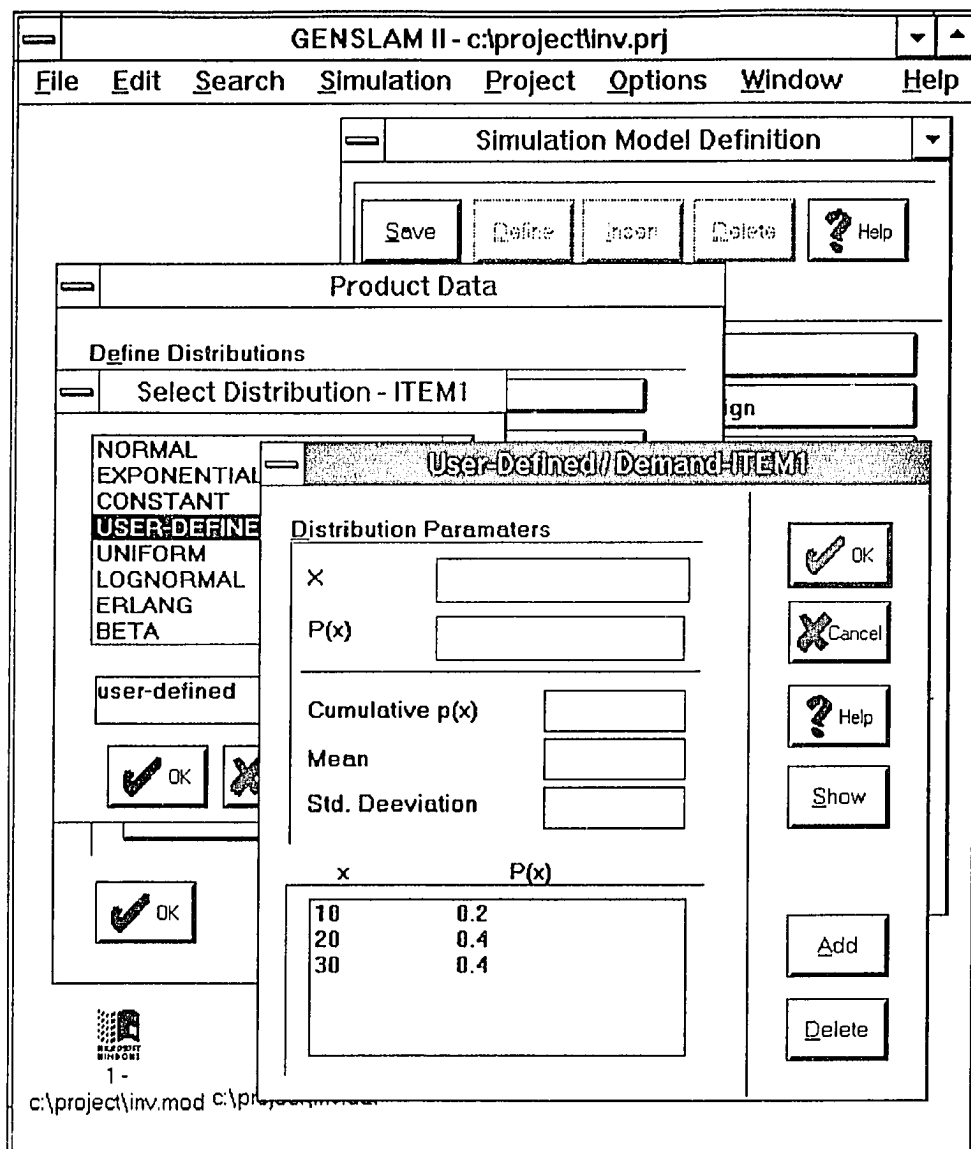 GENSLAM II - c:\project\inv.prj
File Edit Search Simulation Project Options Window Help
Simulation Model Definition
Save Define Insert Delete ? Help
Product Data
Define Distributions
Select Distribution - ITEM1
ign
NORMAL
EXPONENTIAL
CONSTANT
USER-DEFINE
UNIFORM
LOGNORMAL
ERLANG
BETA
user-defined
OK
OK
User-Defined / Demand-ITEM1
Distribution Paramaters
X
P(x)
Cumulative p(x)
Mean
Std. Deeviation
x P(x)
10 0.2
20 0.4
30 0.4
OK
Cancel
? Help
Show
Add
Delete
MICROSOFT
WINDOWS
1 -
c:\project\inv.mod